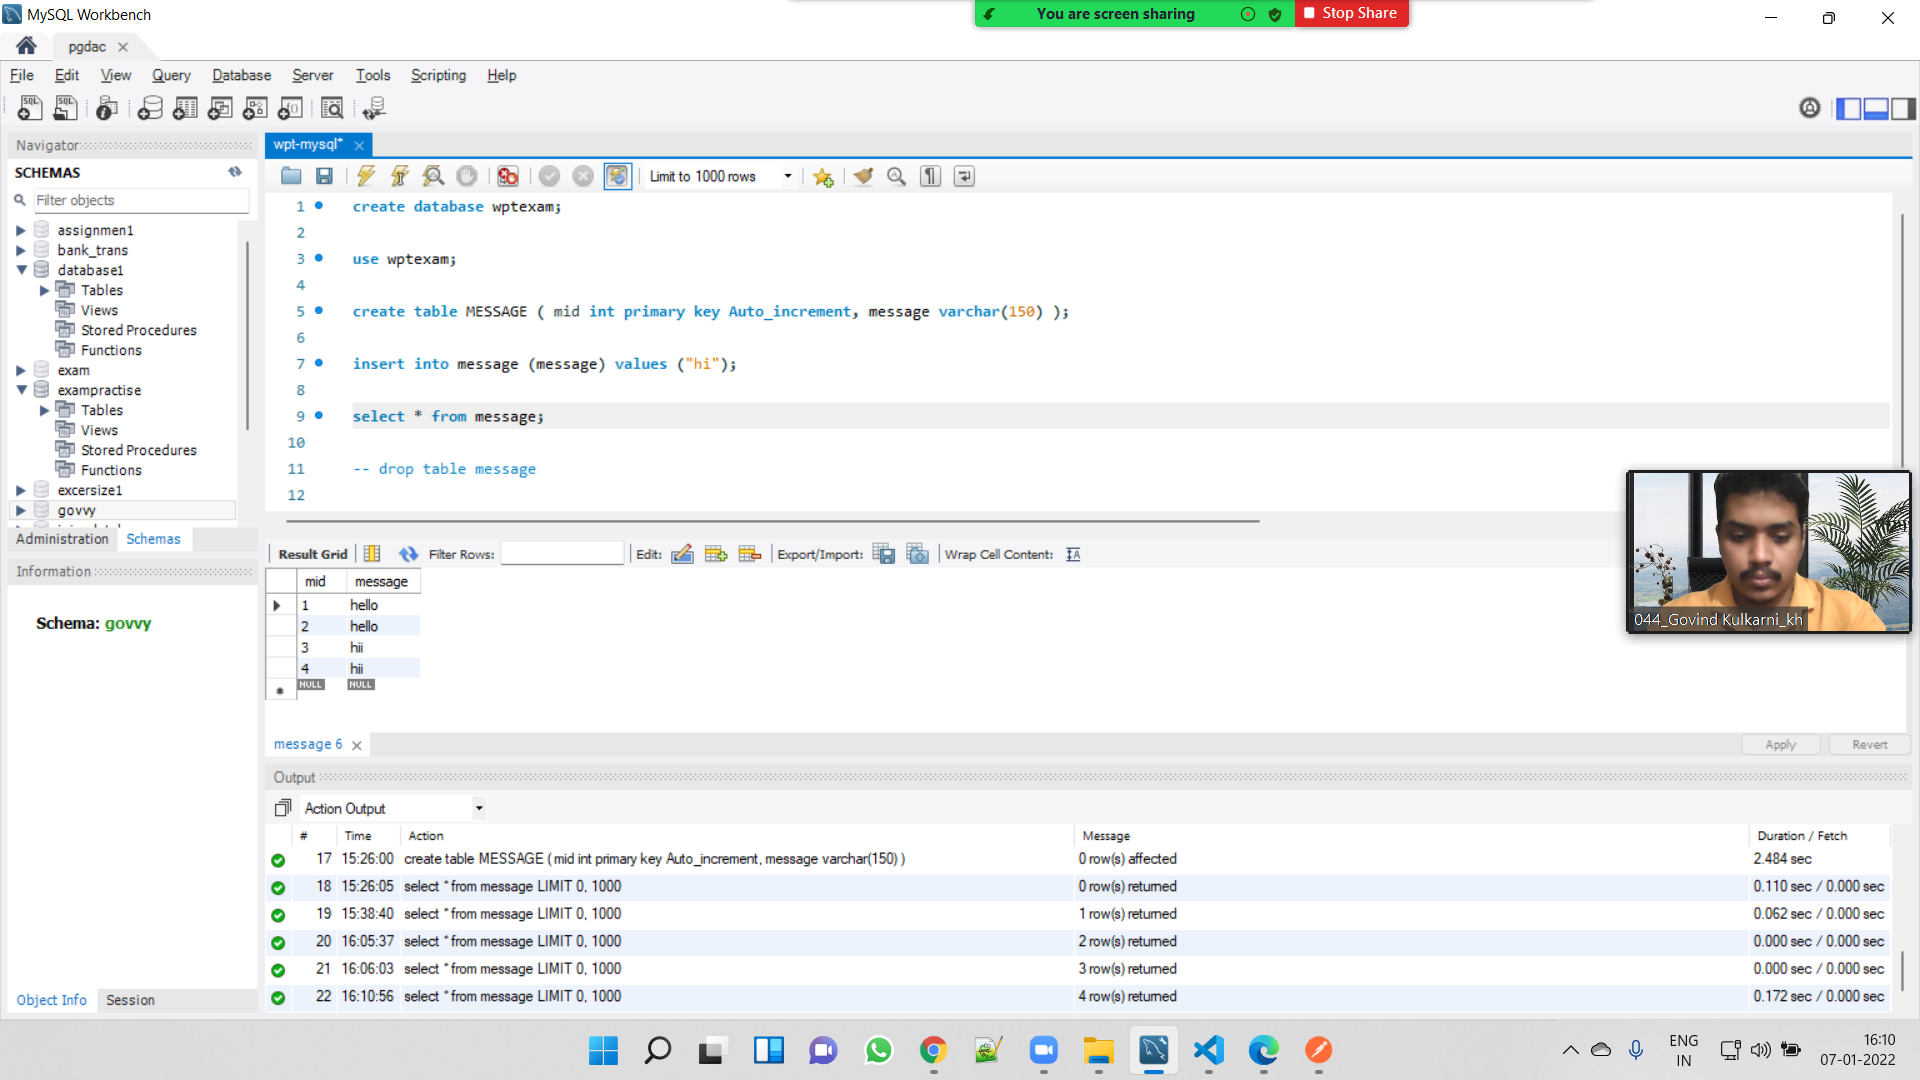 MySQL Workbench
You are screen sharing
Stop Share
pgdac
File Edit View Query Database Server Tools Scripting Help
Navigator
SCHEMAS
Filter objects
assignmen1
bank_trans
database1
Tables
Views
Stored Procedures
Functions
exam
exampractise
Tables
Views
Stored Procedures
Functions
excersize1
govvy
Administration Schemas
Information
Schema: govvy
Object Info Session
wpt-mysql*
Limit to 1000 rows
1 create database wptexam;
2
3 use wptexam;
4
5 create table MESSAGE ( mid int primary key Auto_increment, message varchar(150) );
6
7 insert into message (message) values ("hi");
8
9 select * from message;
10
11 -- drop table message
12
044_Govind Kulkarni_kh
Result Grid Filter Rows: Edit: Export/Import: Wrap Cell Content:
mid message
1 hello
2 hello
3 hii
4 hii
NULL NULL
message 6
Apply Revert
Output
Action Output
# Time Action Message Duration / Fetch
17 15:26:00 create table MESSAGE ( mid int primary key Auto_increment, message varchar(150) ) 0 row(s) affected 2.484 sec
18 15:26:05 select * from message LIMIT 0, 1000 0 row(s) returned 0.110 sec / 0.000 sec
19 15:38:40 select * from message LIMIT 0, 1000 1 row(s) returned 0.062 sec / 0.000 sec
20 16:05:37 select * from message LIMIT 0, 1000 2 row(s) returned 0.000 sec / 0.000 sec
21 16:06:03 select * from message LIMIT 0, 1000 3 row(s) returned 0.000 sec / 0.000 sec
22 16:10:56 select * from message LIMIT 0, 1000 4 row(s) returned 0.172 sec / 0.000 sec
ENG
IN
16:10
07-01-2022